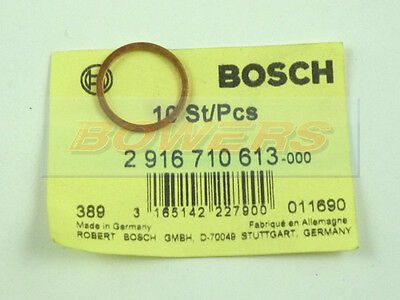 BOSCH
10 St/Pcs
BOWERS
2 916 710 613-000
389 3 165142 227900 011690
Made in Germany Fabriqué en Allemagne
ROBERT BOSCH GMBH, D-70049 STUTTGART, GERMANY